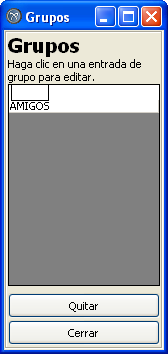 Grupos
Grupos
Haga clic en una entrada de
grupo para editar.
AMIGOS
Quitar
Cerrar